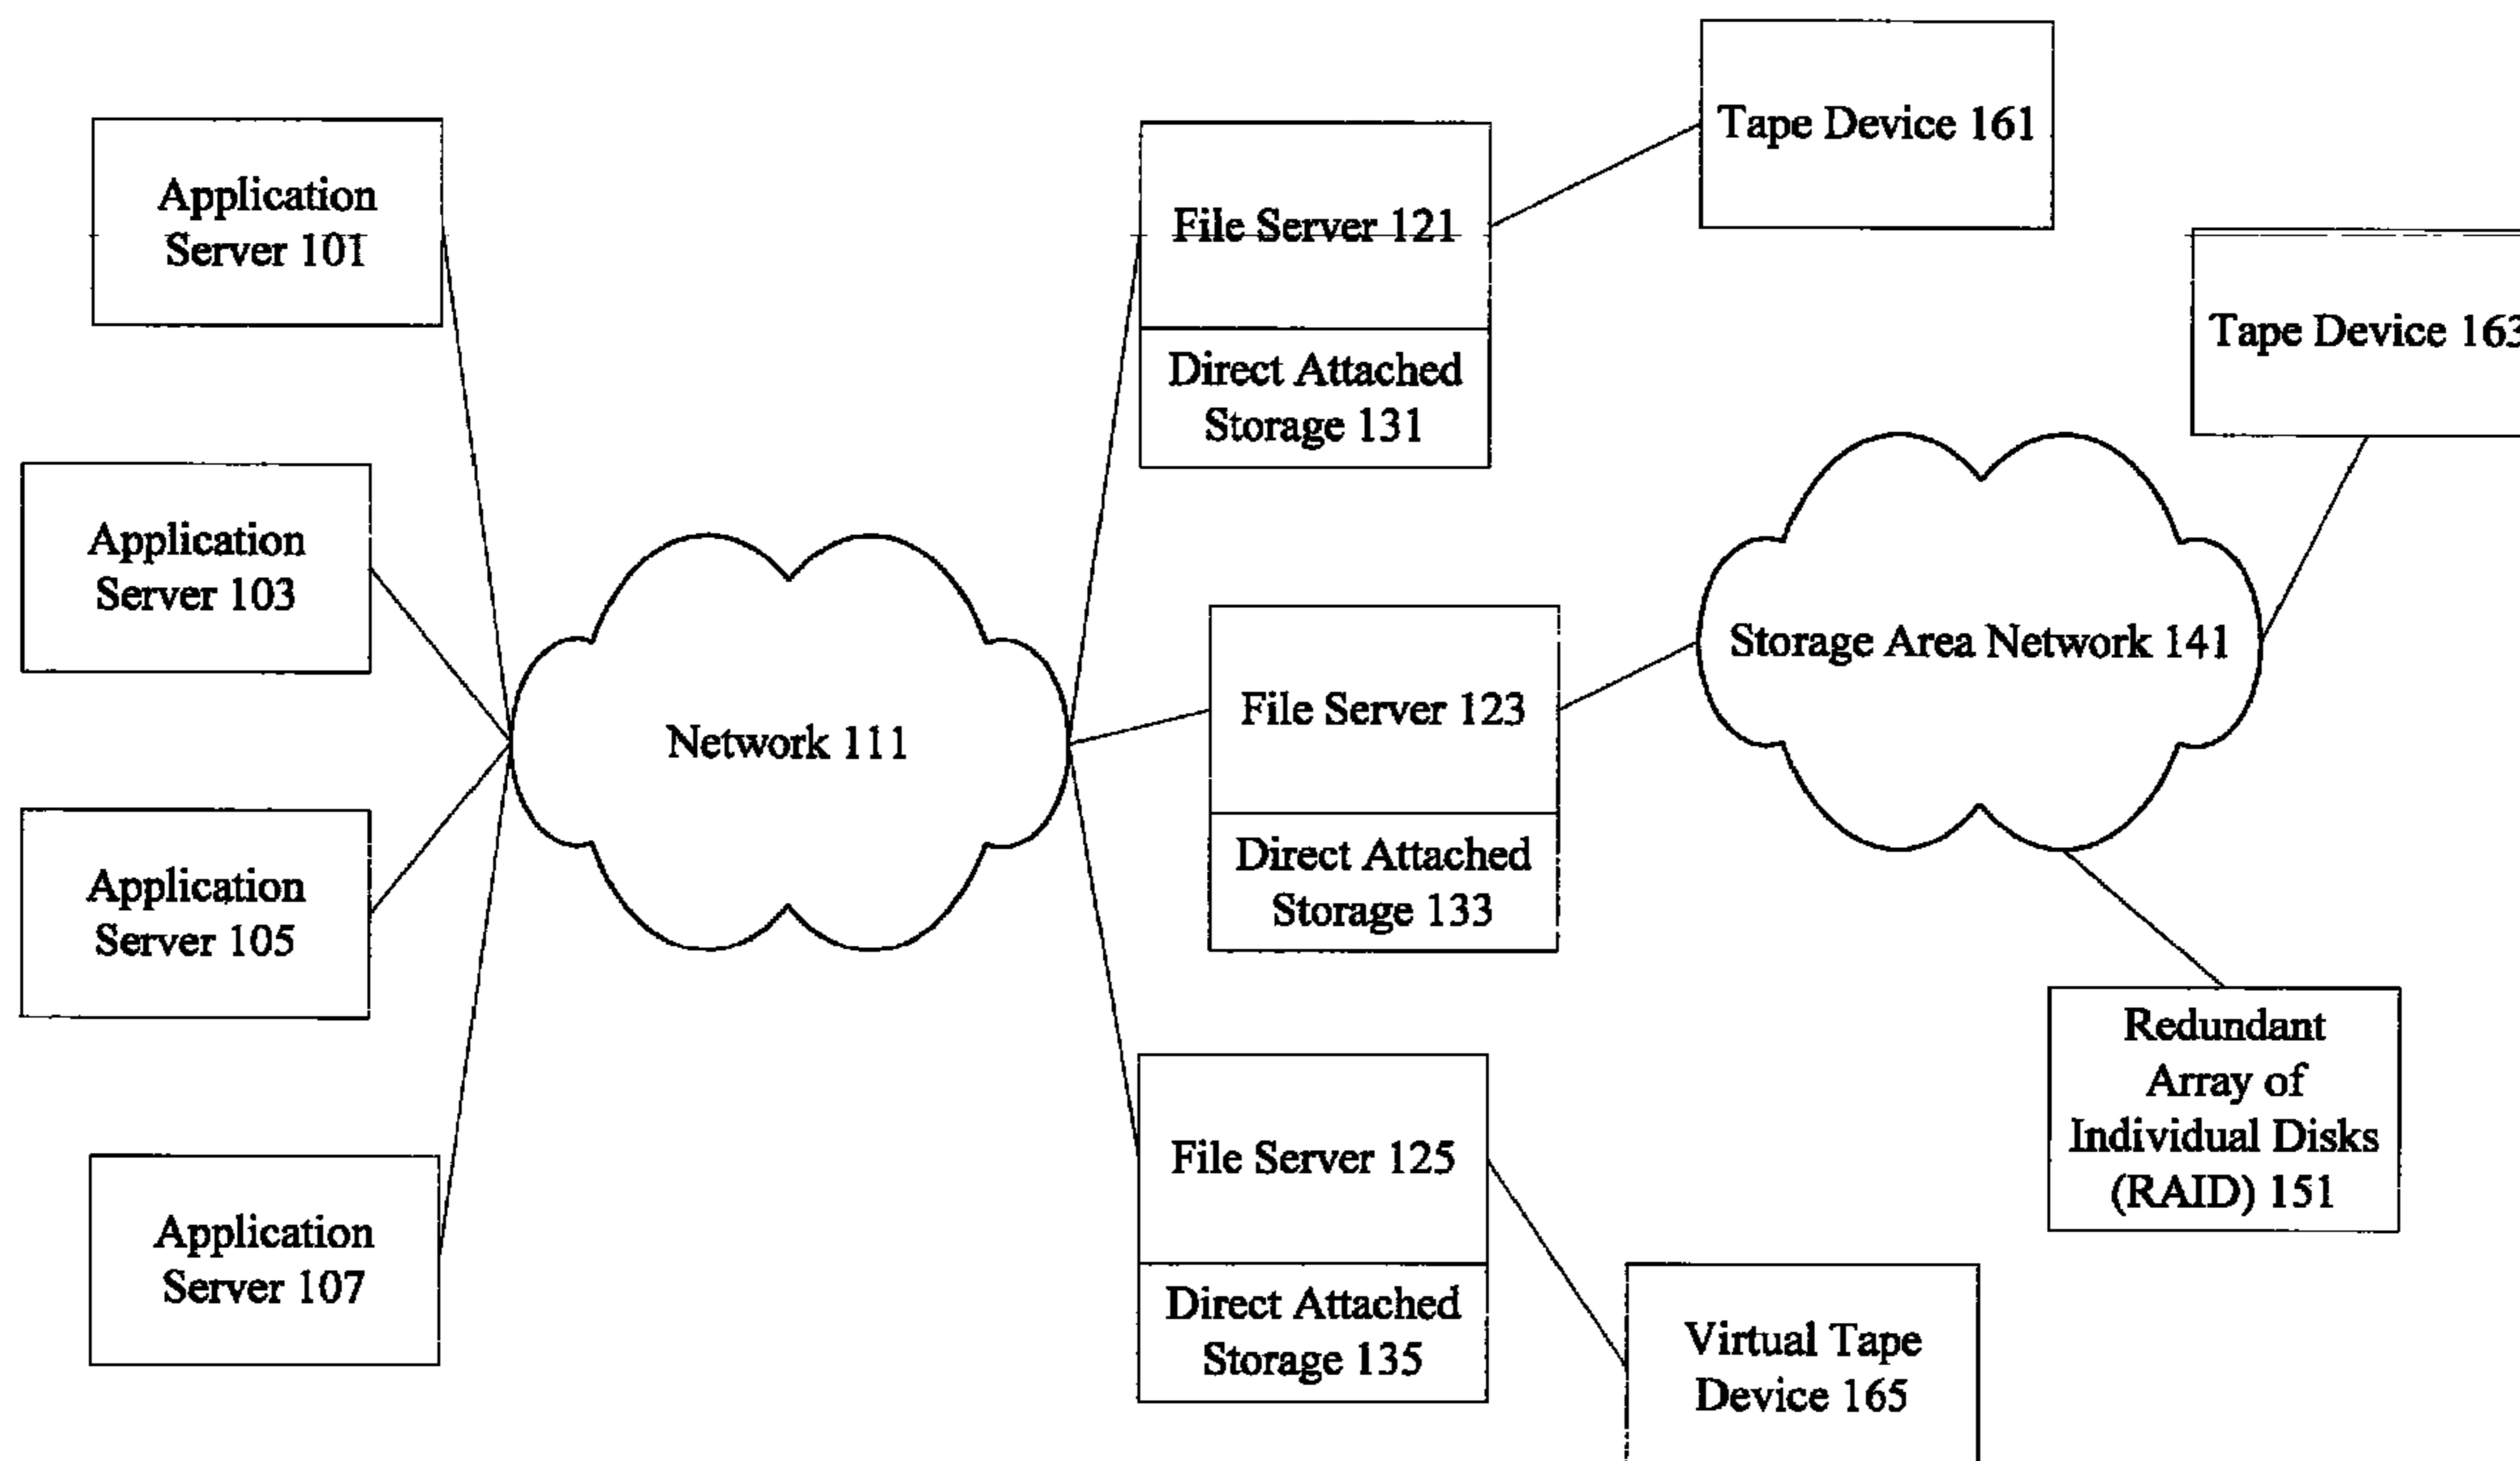 Application
Server 101
Application
Server 103
Application
Server 105
Application
Server 107
Network 111
File Server 121
Direct Attached
Storage 131
File Server 123
Direct Attached
Storage 133
File Server 125
Direct Attached
Storage 135
Tape Device 161
Tape Device 163
Storage Area Network 141
Redundant
Array of
Individual Disks
(RAID) 151
Virtual Tape
Device 165